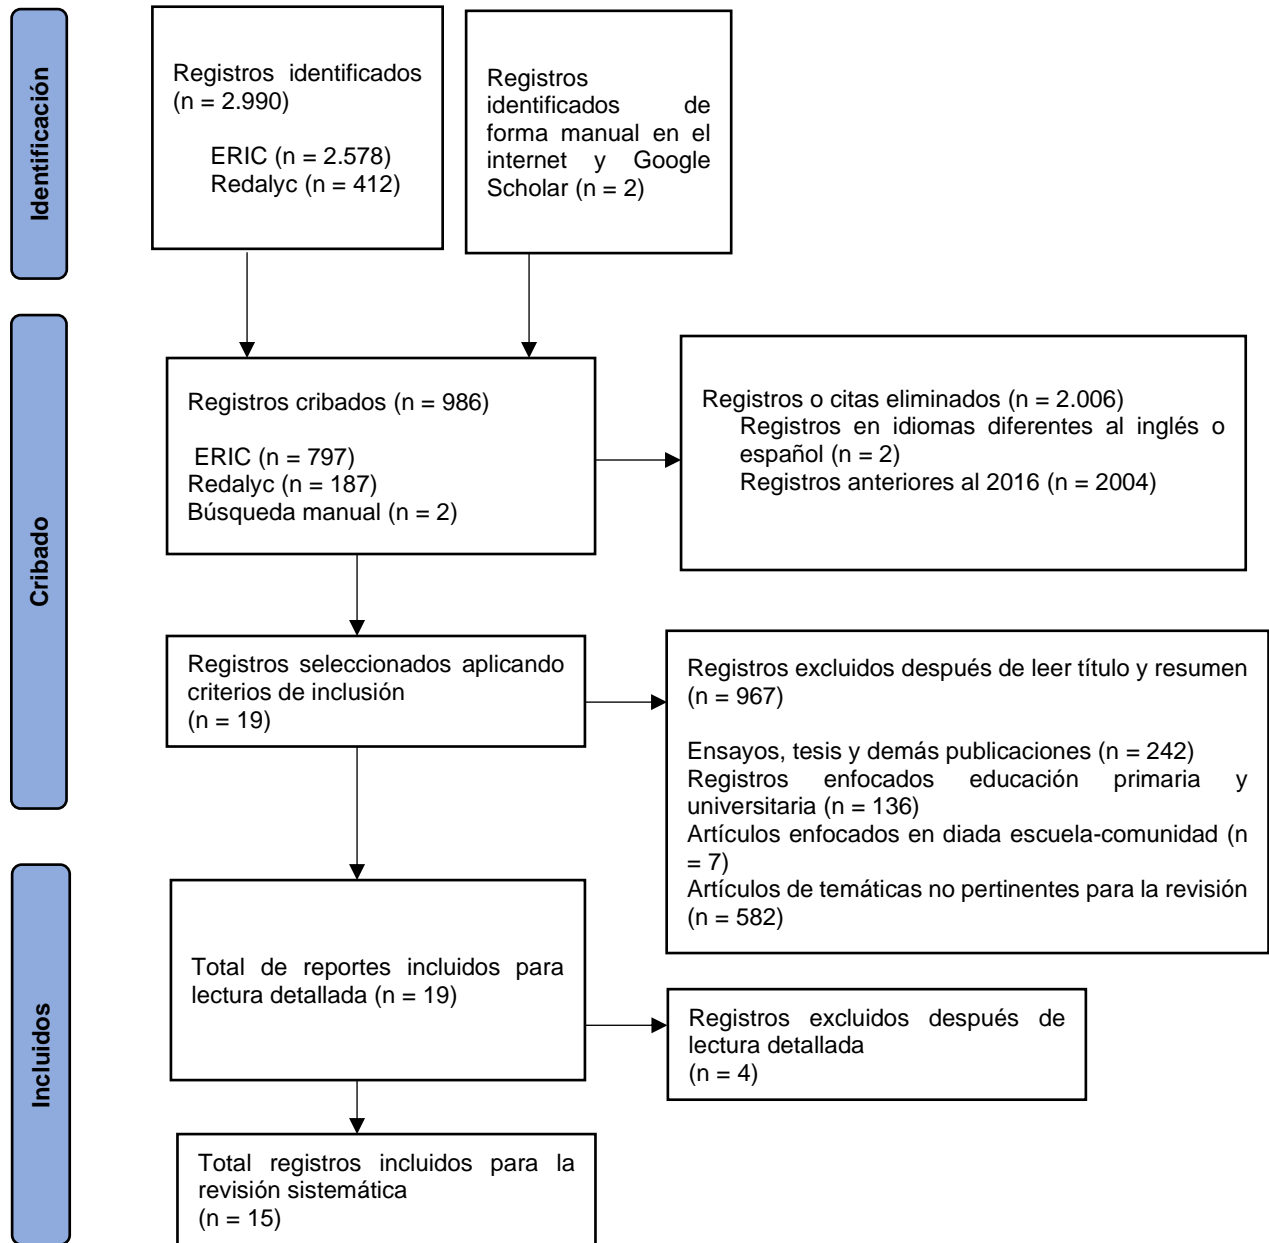 Identificación
Registros identificados
(n = 2.990)
ERIC (n = 2.578)
Redalyc (n = 412)
Registros
identificados de
forma manual en el
internet y Google
Scholar (n = 2)
Cribado
Registros cribados (n = 986)
ERIC (n = 797)
Redalyc (n = 187)
Búsqueda manual (n = 2)
Registros o citas eliminados (n = 2.006)
Registros en idiomas diferentes al inglés o
español (n = 2)
Registros anteriores al 2016 (n = 2004)
Registros seleccionados aplicando
criterios de inclusión
(n = 19)
Registros excluidos después de leer título y resumen
(n = 967)
Ensayos, tesis y demás publicaciones (n = 242)
Registros enfocados educación primaria y
universitaria (n = 136)
Artículos enfocados en diada escuela-comunidad (n
= 7)
Artículos de temáticas no pertinentes para la revisión
(n = 582)
Incluidos
Total de reportes incluidos para
lectura detallada (n = 19)
Registros excluidos después de
lectura detallada
(n = 4)
Total registros incluidos para la
revisión sistemática
(n = 15)